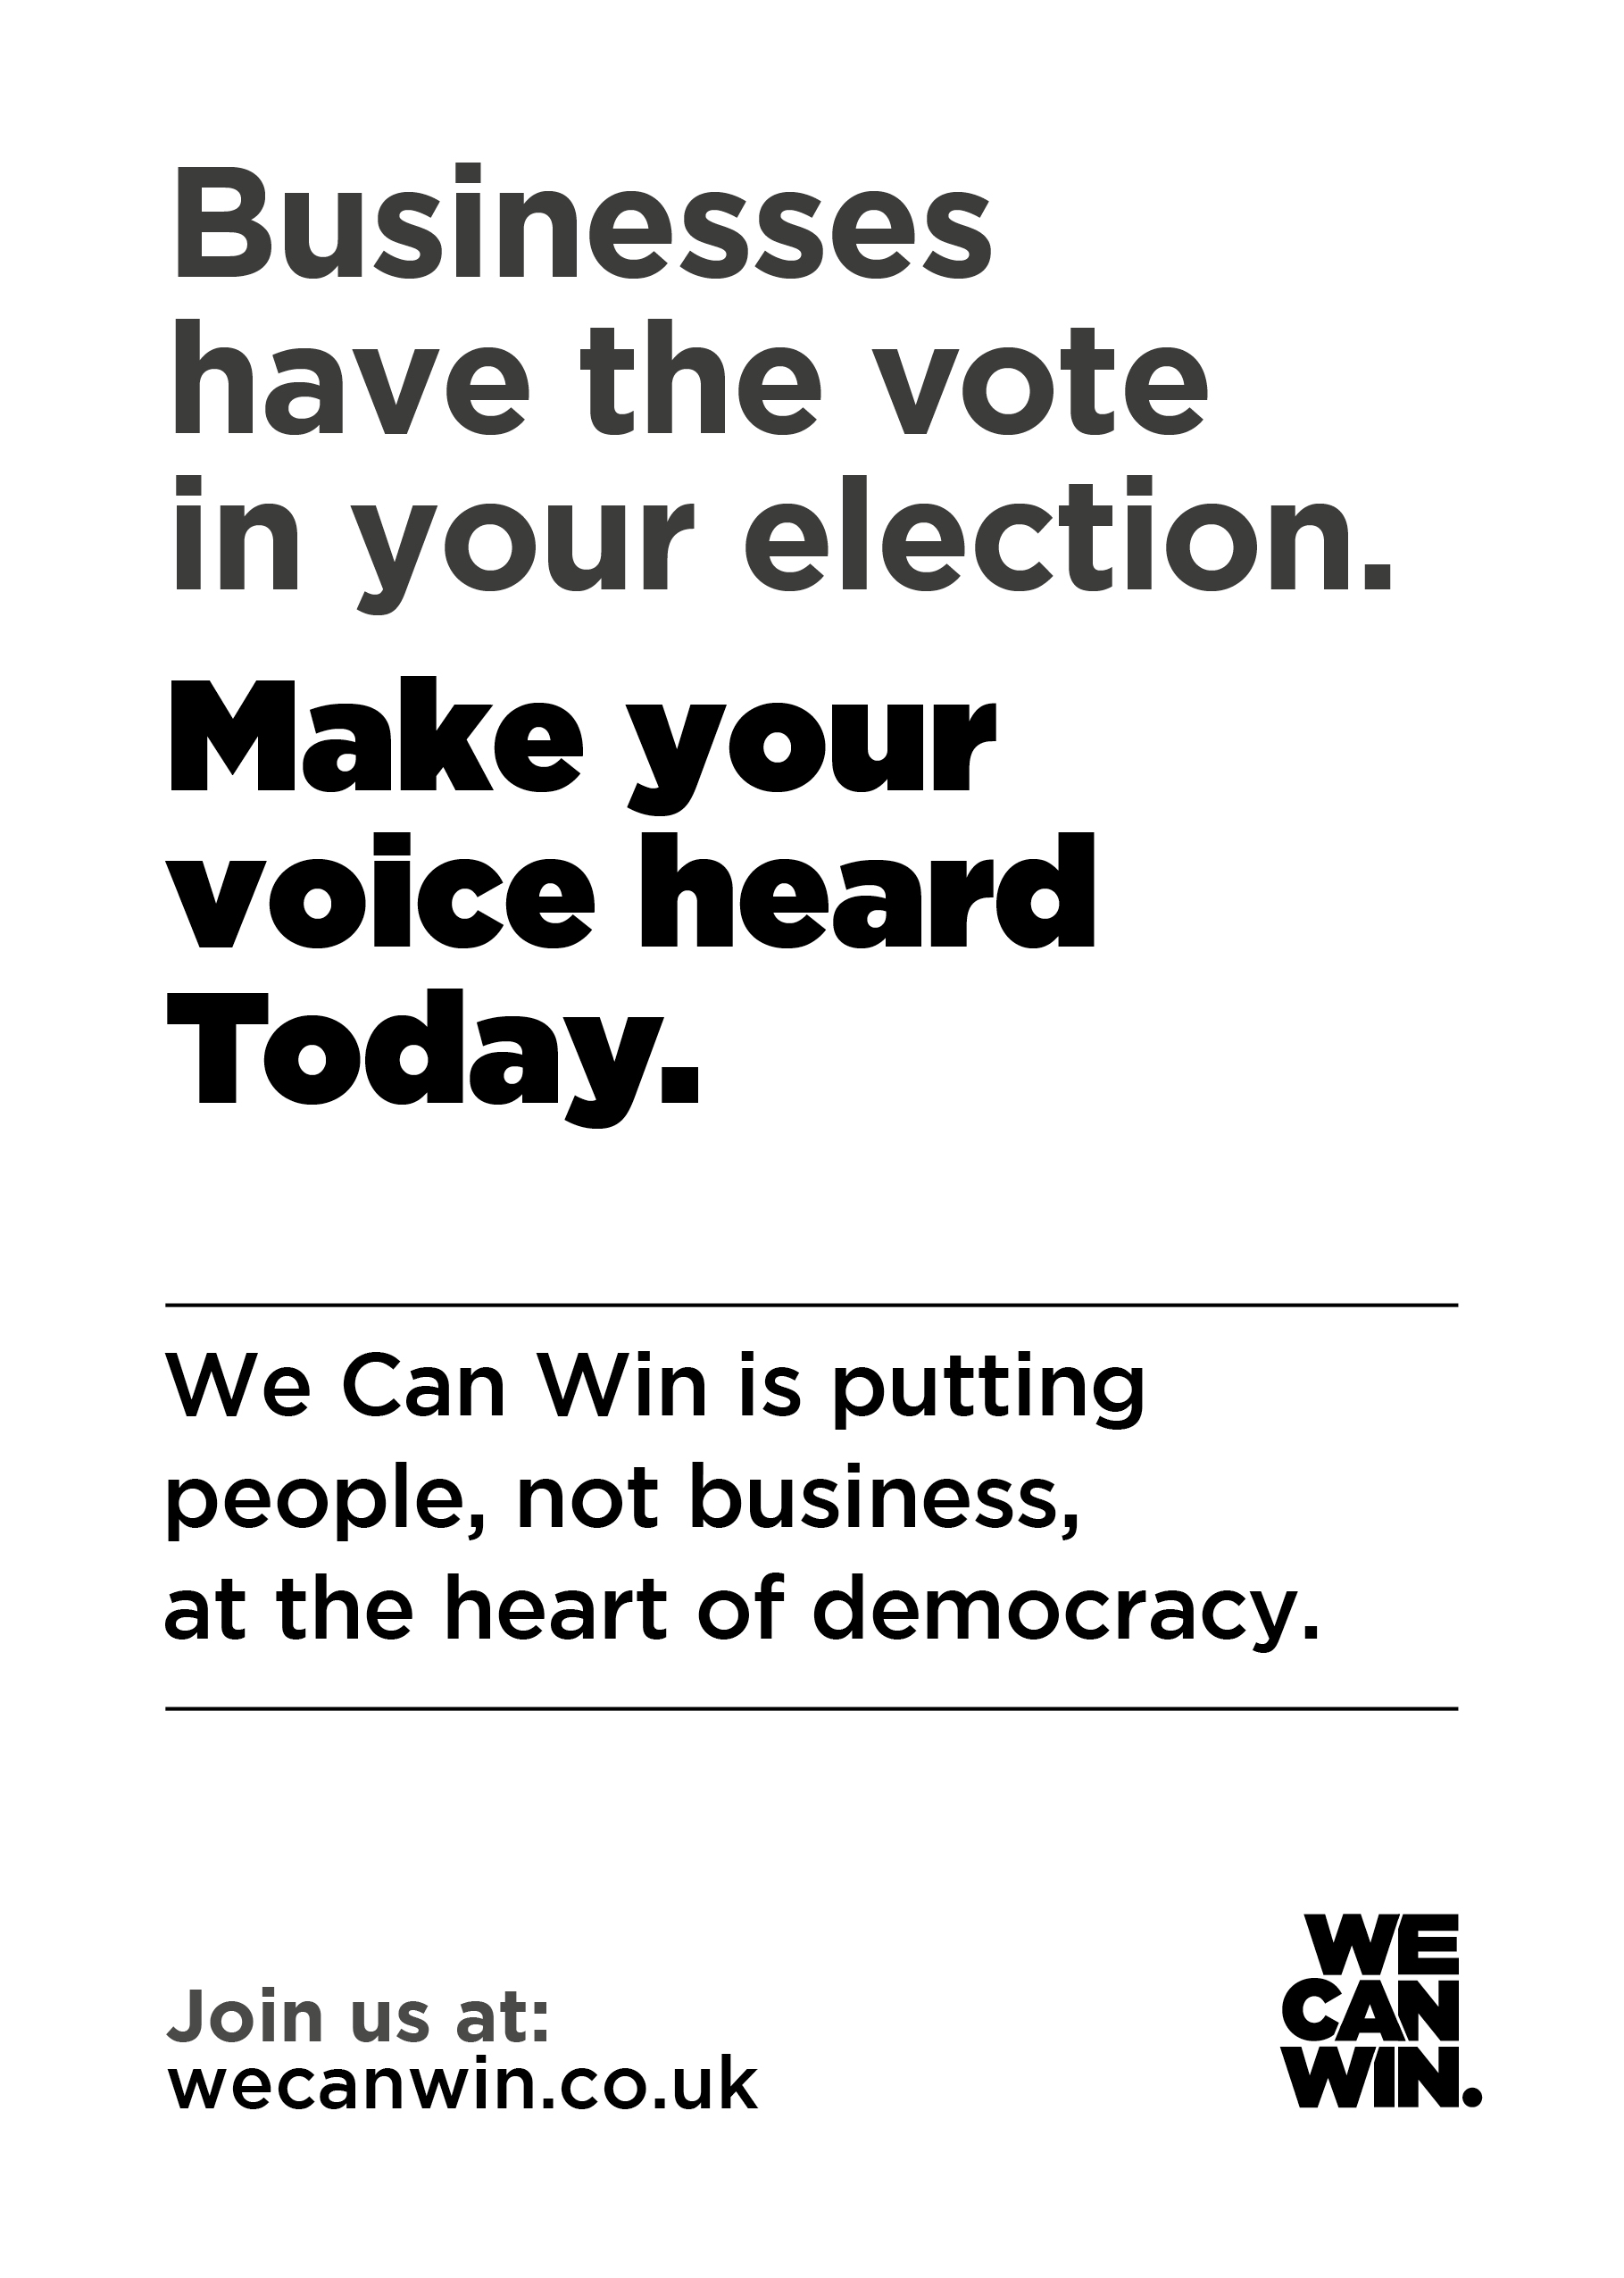 Businesses
have the vote
in your election.
Make your
voice heard
Today.
We Can Win is putting
people, not business,
at the heart of democracy.
Join us at:
wecanwin.co.uk
WE
CAN
WIN.